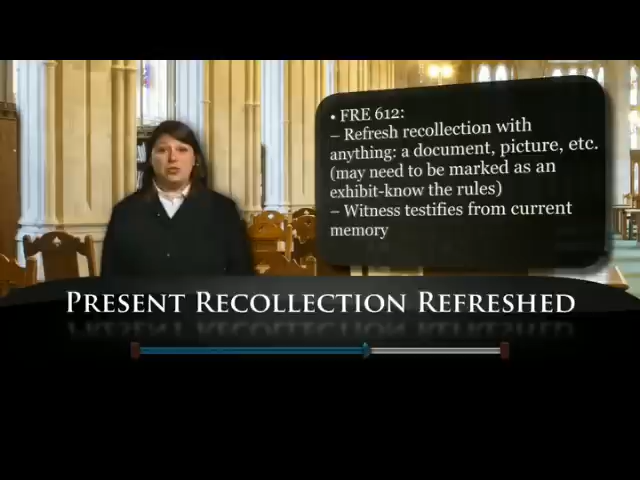 • FRE 612:
– Refresh recollection with
anything: a document, picture, etc.
(may need to be marked as an
exhibit-know the rules)
– Witness testifies from current
memory
PRESENT RECOLLECTION REFRESHED